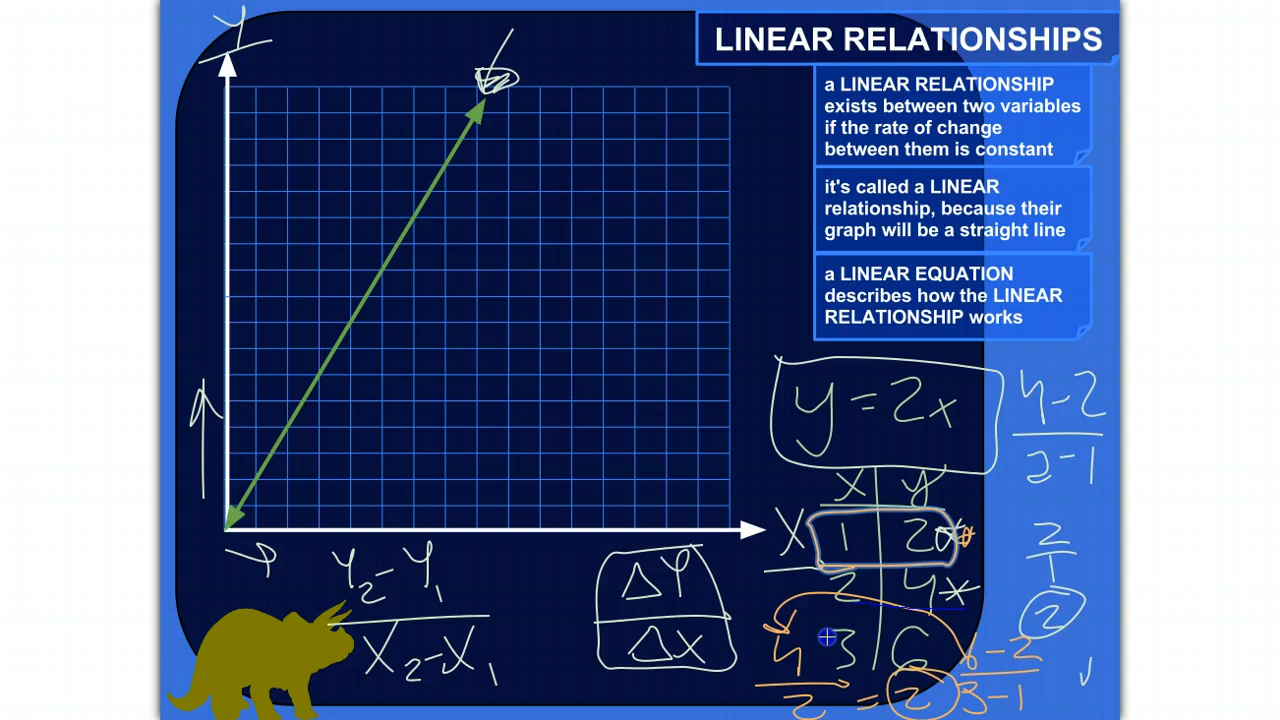 Y
LINEAR RELATIONSHIPS
a LINEAR RELATIONSHIP
exists between two variables
if the rate of change
between them is constant
it's called a LINEAR
relationship, because their
graph will be a straight line
a LINEAR EQUATION
describes how the LINEAR
RELATIONSHIP works
y = 2x
4-2
2-1
2
1
2
x y
1 2
2 4
3 6
X
Y2-Y1
X2-X1
ΔY
ΔX
4
2 = 2
6-2
3-1